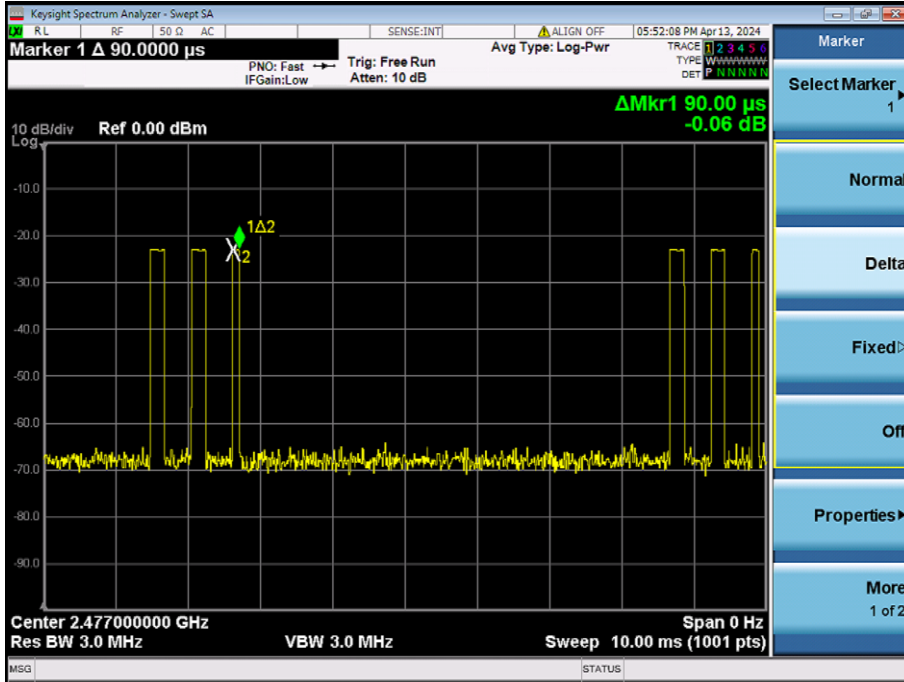 Keysight Spectrum Analyzer - Swept SA
LXI RL RF 50 Ω AC SENSE:INT ALIGN OFF 05:52:08 PM Apr 13, 2024
Marker 1 Δ 90.0000 μs
PNO: Fast
IFGain:Low
Trig: Free Run
Atten: 10 dB
Avg Type: Log-Pwr
TRACE 1 2 3 4 5 6
TYPE WWWWWW
DET P N N N N N
ΔMkr1 90.00 μs
-0.06 dB
10 dB/div Ref 0.00 dBm
Log
-10.0
-20.0
-30.0
-40.0
-50.0
-60.0
-70.0
-80.0
-90.0
1Δ2
X2
Center 2.477000000 GHz
Span 0 Hz
Res BW 3.0 MHz
VBW 3.0 MHz
Sweep 10.00 ms (1001 pts)
MSG
STATUS
Marker
Select Marker
1
Normal
Delta
Fixed
Off
Properties
More
1 of 2